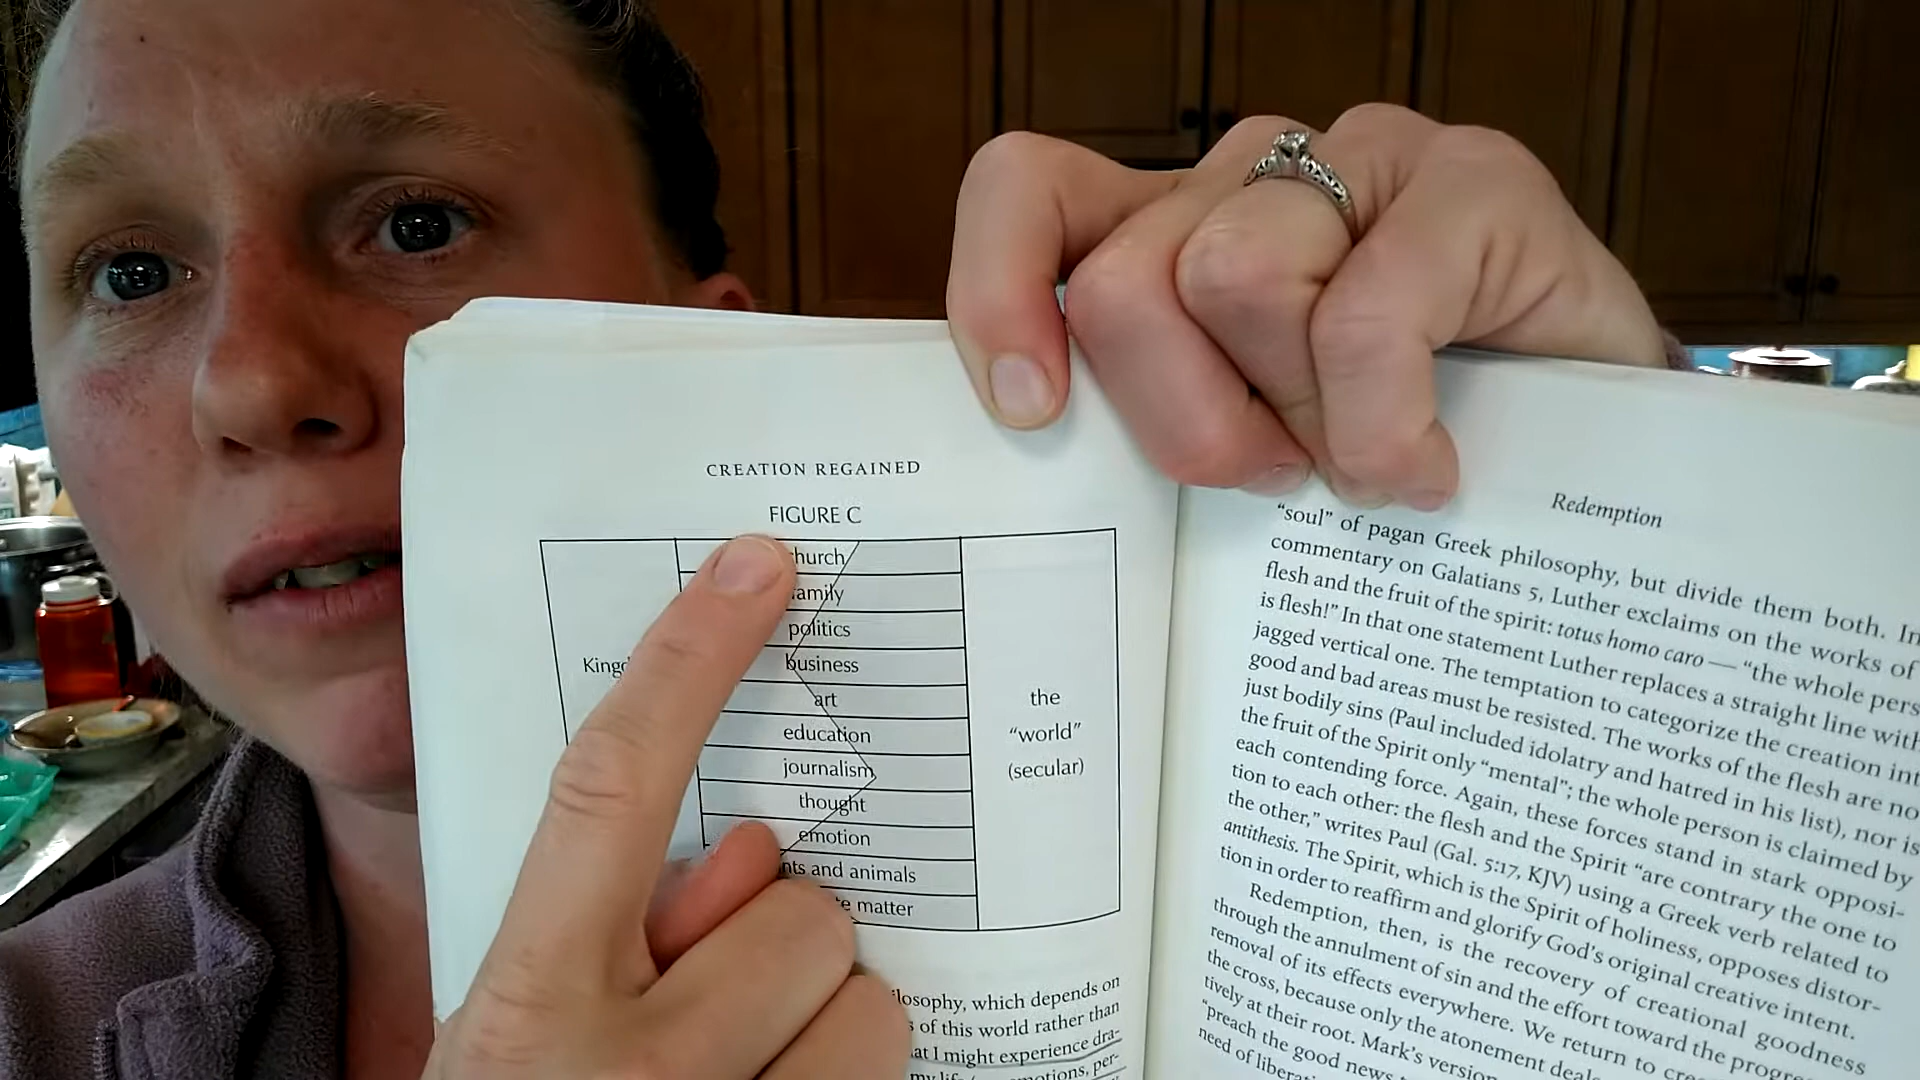 CREATION REGAINED
FIGURE C
church
family
politics
business
art
education
journalism
thought
emotion
and animals
matter
the
“world”
(secular)
which depends on
of this world rather than
I might experience dra-
my
Redemption
“soul” of pagan Greek philosophy, but divide them both. In
commentary on Galatians 5, Luther exclaims on the works of
flesh and the fruit of the spirit: totus homo caro — “the whole
is flesh!” In that one statement Luther replaces a straight line with
jagged vertical one. The temptation to categorize the creation
good and bad areas must be resisted. The works of the flesh are
just bodily sins (Paul included idolatry and hatred in his list), nor is
the fruit of the Spirit only “mental”; the whole person is claimed by
each contending force. Again, these forces stand in stark opposi-
tion to each other: the flesh and the Spirit “are contrary the one to
the other,” writes Paul (Gal. 5:17, KJV) using a Greek verb related to
antithesis. The Spirit, which is the Spirit of holiness, opposes distor-
tion in order to reaffirm and glorify God’s original creative intent.
Redemption, then, is the recovery of creational goodness
through the annulment of sin and the effort toward the
removal of its effects everywhere. We return to
the cross, because only the atonement
tively at their root. Mark’s version
“preach the good news
need of